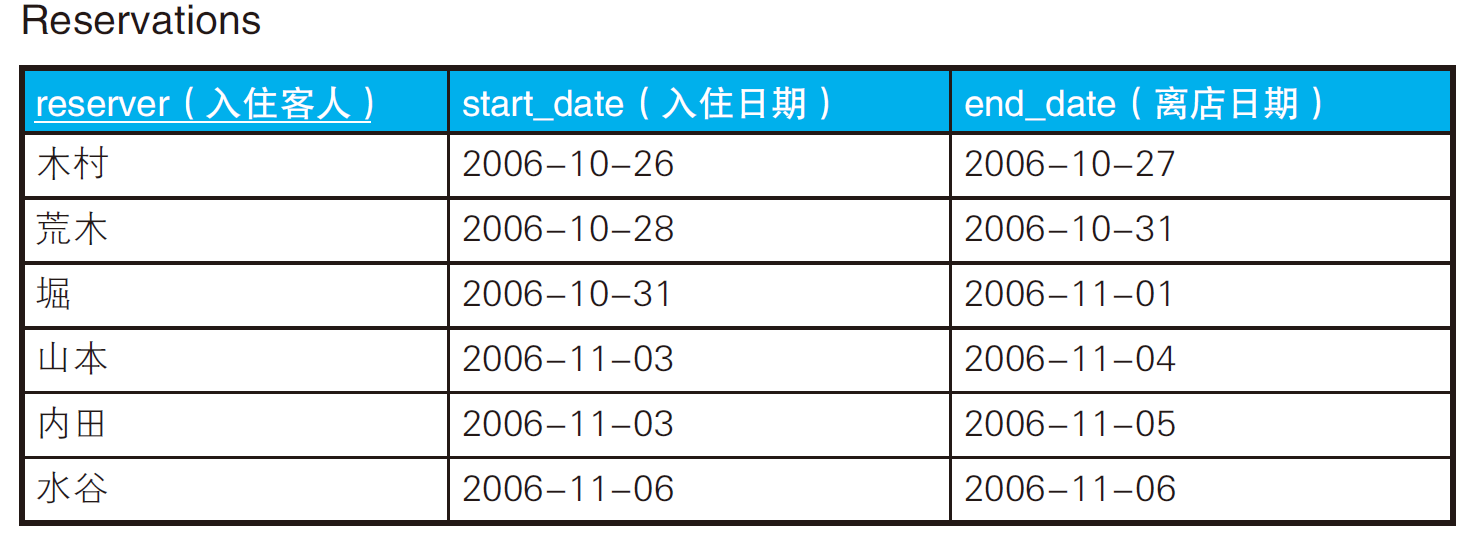 Reservations
reserver（入住客人） start_date（入住日期） end_date（离店日期）
木村 2006–10–26 2006–10–27
荒木 2006–10–28 2006–10–31
堀 2006–10–31 2006–11–01
山本 2006–11–03 2006–11–04
内田 2006–11–03 2006–11–05
水谷 2006–11–06 2006–11–06